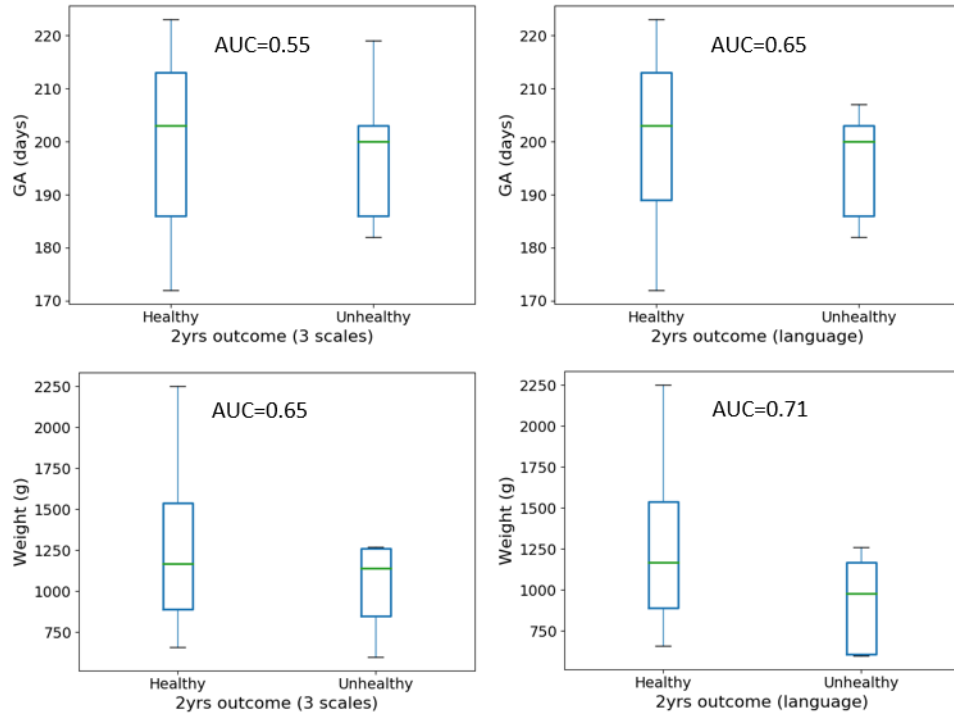 AUC=0.55
GA (days)
220
210
200
190
180
170
Healthy Unhealthy
2yrs outcome (3 scales)
AUC=0.65
GA (days)
220
210
200
190
180
170
Healthy Unhealthy
2yrs outcome (language)
AUC=0.65
Weight (g)
2250
2000
1750
1500
1250
1000
750
Healthy Unhealthy
2yrs outcome (3 scales)
AUC=0.71
Weight (g)
2250
2000
1750
1500
1250
1000
750
Healthy Unhealthy
2yrs outcome (language)